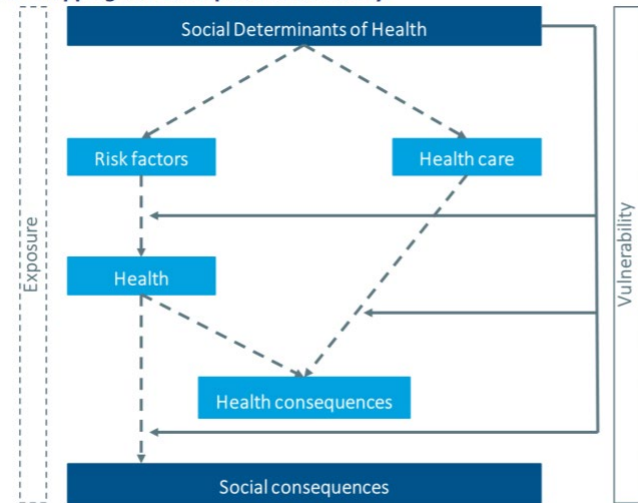 Social Determinants of Health
Risk factors
Health care
Exposure
Vulnerability
Health
Health consequences
Social consequences